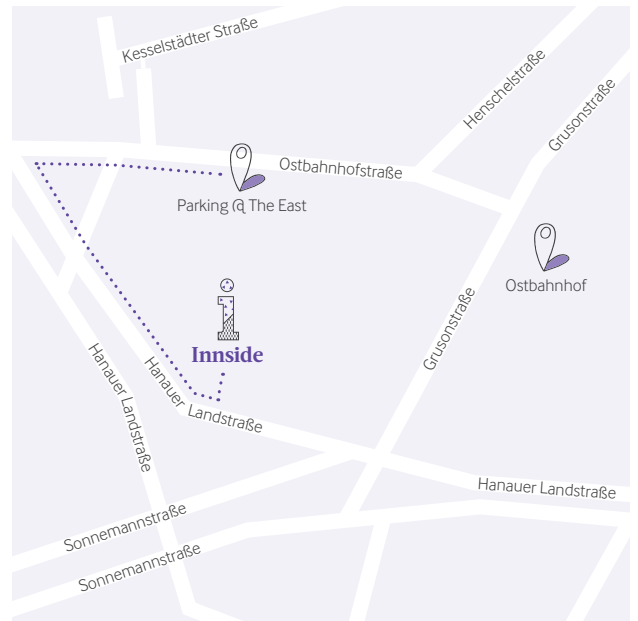 Kesselstädter Straße
Henschelstraße
Grusonstraße
Ostbahnhofstraße
Parking @ The East
Ostbahnhof
i
Innside
Grusonstraße
Hanauer Landstraße
Hanauer Landstraße
Hanauer Landstraße
Sonnemannstraße
Sonnemannstraße